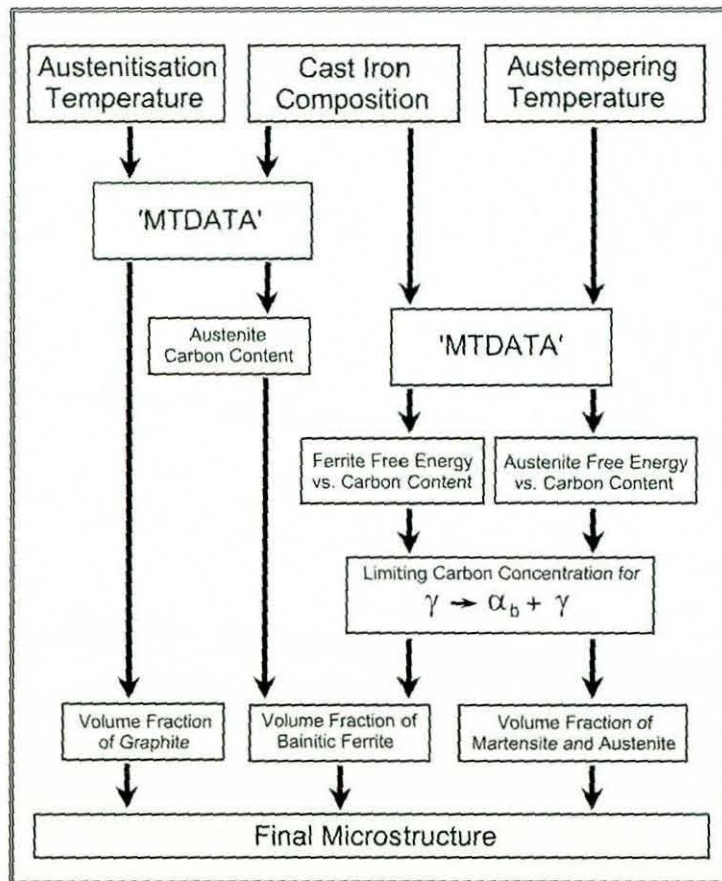 Austenitisation
Temperature
Cast Iron
Composition
Austempering
Temperature
'MTDATA'
Austenite
Carbon Content
'MTDATA'
Ferrite Free Energy
vs. Carbon Content
Austenite Free Energy
vs. Carbon Content
Limiting Carbon Concentration for
γ → α_b + γ
Volume Fraction
of Graphite
Volume Fraction of
Bainitic Ferrite
Volume Fraction of
Martensite and Austenite
Final Microstructure